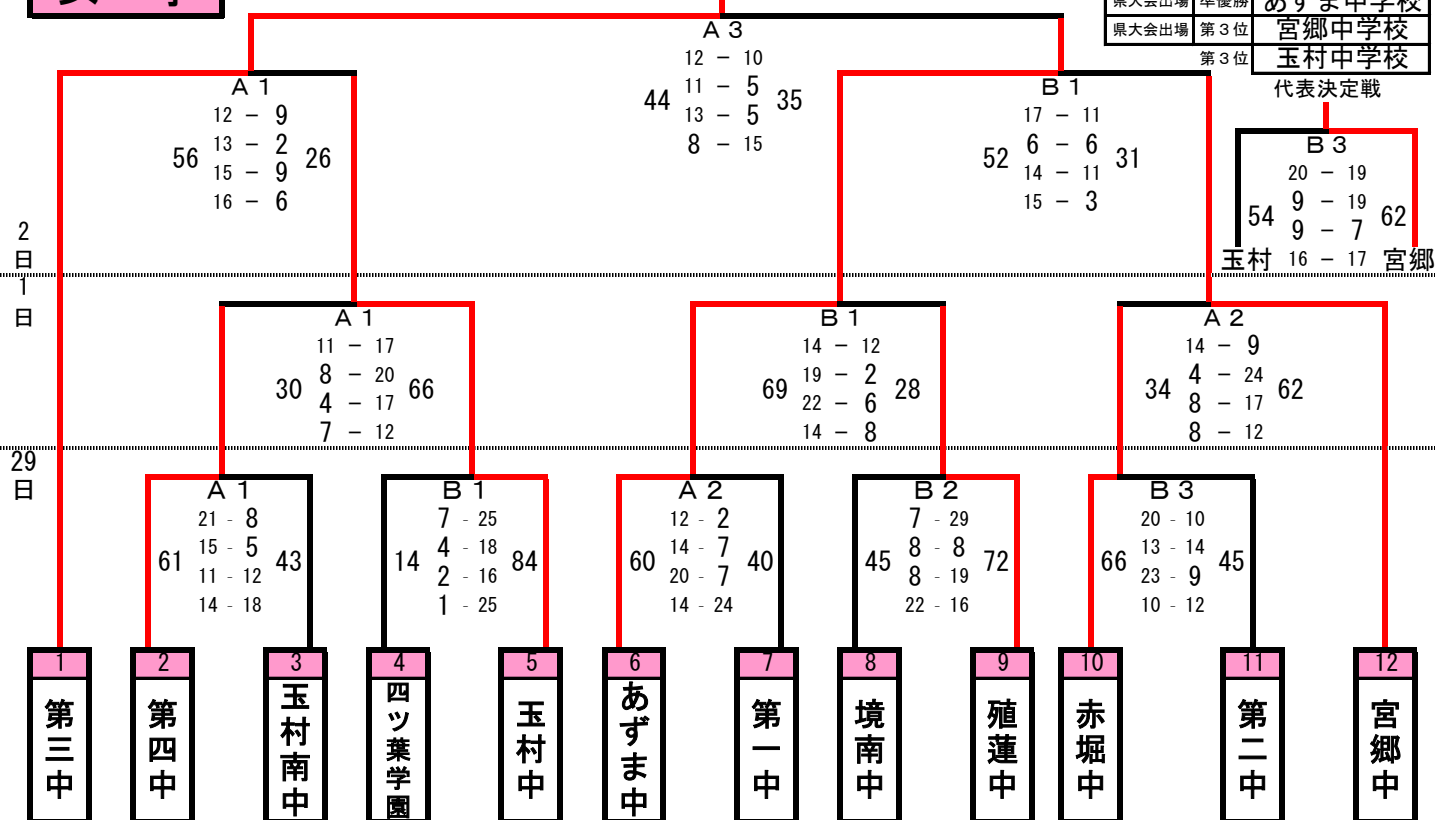 県大会出場 準優勝 あずま中学校
県大会出場 第３位 宮郷中学校
第３位 玉村中学校
Ａ３
12 － 10
11 － 5
13 － 5
8 － 15
44 35
Ａ１
12 － 9
13 － 2
15 － 9
16 － 6
56 26
Ｂ１
17 － 11
6 － 6
14 － 11
15 － 3
52 31
代表決定戦
Ｂ３
20 － 19
9 － 19
9 － 7
16 － 17
54 62
玉村 宮郷
2
日
1
日
Ａ１
11 － 17
8 － 20
4 － 17
7 － 12
30 66
Ｂ１
14 － 12
19 － 2
22 － 6
14 － 8
69 28
Ａ２
14 － 9
4 － 24
8 － 17
8 － 12
34 62
29
日
Ａ１
21 - 8
15 - 5
11 - 12
14 - 18
61 43
Ｂ１
7 - 25
4 - 18
2 - 16
1 - 25
14 84
Ａ２
12 - 2
14 - 7
20 - 7
14 - 24
60 40
Ｂ２
7 - 29
8 - 8
8 - 19
22 - 16
45 72
Ｂ３
20 - 10
13 - 14
23 - 9
10 - 12
66 45
1 第三中
2 第四中
3 玉村南中
4 四ツ葉学園
5 玉村中
6 あずま中
7 第一中
8 境南中
9 殖蓮中
10 赤堀中
11 第二中
12 宮郷中